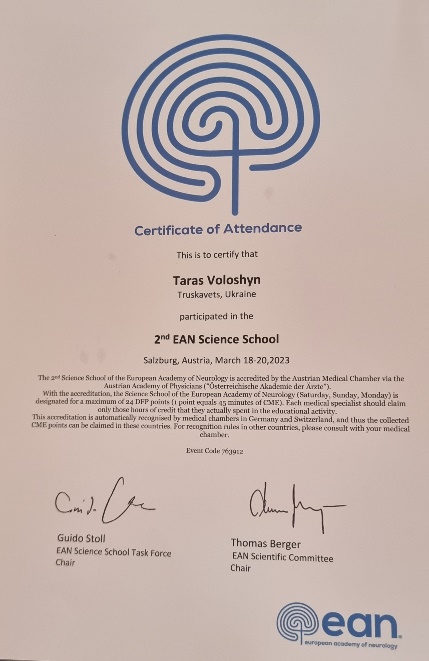 Certificate of Attendance
This is to certify that
Taras Voloshyn
Truskavets, Ukraine
participated in the
2nd EAN Science School
Salzburg, Austria, March 18-20,2023
The 2nd Science School of the European Academy of Neurology is accredited by the Austrian Medical Chamber via the
Austrian Academy of Physicians ("Österreichische Akademie der Ärzte").
With the accreditation, the Science School of the European Academy of Neurology (Saturday, Sunday, Monday) is
designated for a maximum of 24 DFP points (1 point equals 45 minutes of CME). Each medical specialist should claim
only those hours of credit that they actually spent in the educational activity.
This accreditation is automatically recognised by medical chambers in Germany and Switzerland, and thus the collected
CME points can be claimed in these countries. For recognition rules in other countries, please consult with your medical
chamber.
Event Code 763912
Guido Stoll
EAN Science School Task Force
Chair
Thomas Berger
EAN Scientific Committee
Chair
ean
european academy of neurology